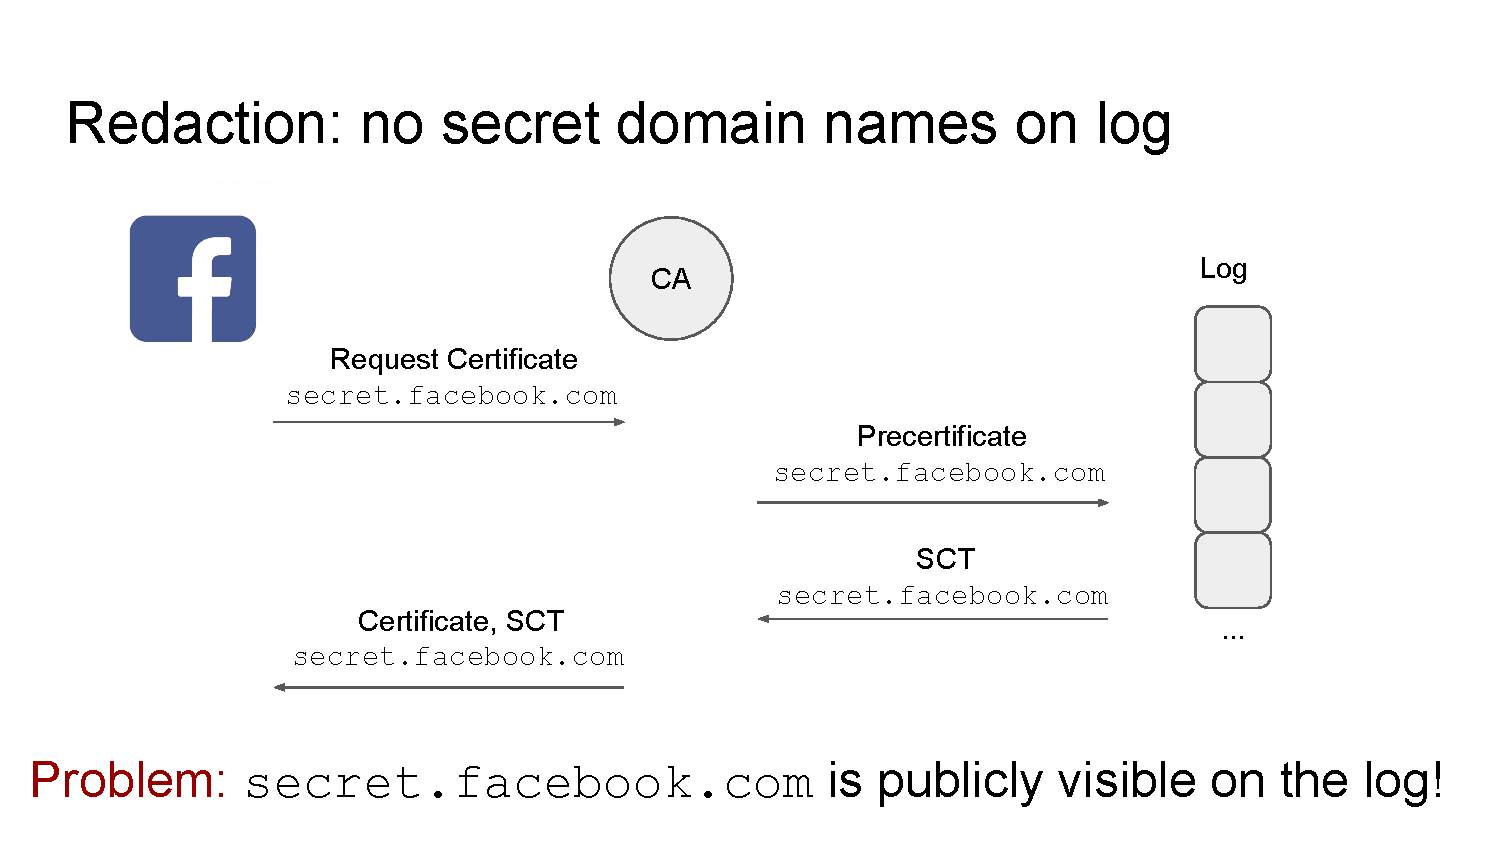 Redaction: no secret domain names on log
f
CA
Log
Request Certificate
secret.facebook.com
Precertificate
secret.facebook.com
SCT
secret.facebook.com
Certificate, SCT
secret.facebook.com
...
Problem: secret.facebook.com is publicly visible on the log!